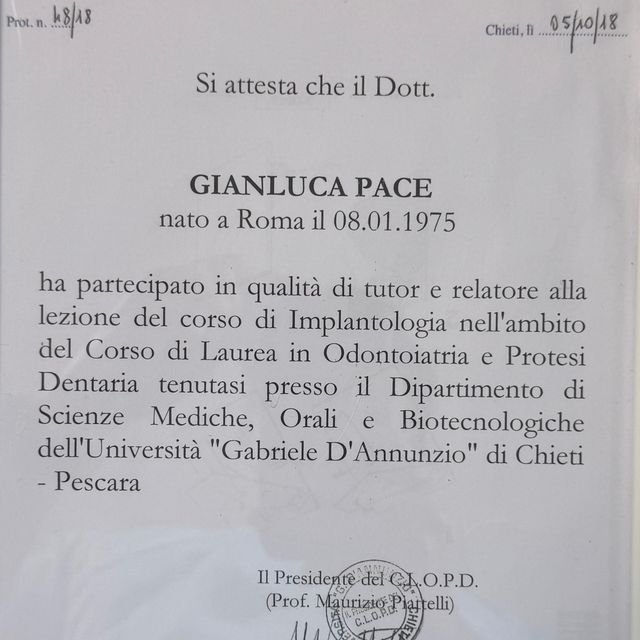 Prot. n. 48/18
Chieti, lì 05/10/18
Si attesta che il Dott.
GIANLUCA PACE
nato a Roma il 08.01.1975
ha partecipato in qualità di tutor e relatore alla
lezione del corso di Implantologia nell'ambito
del Corso di Laurea in Odontoiatria e Protesi
Dentaria tenutasi presso il Dipartimento di
Scienze Mediche, Orali e Biotecnologiche
dell'Università "Gabriele D'Annunzio" di Chieti
- Pescara
Il Presidente del C.L.O.P.D.
(Prof. Maurizio Piattelli)
C.L.O.P.D.
CHIETI